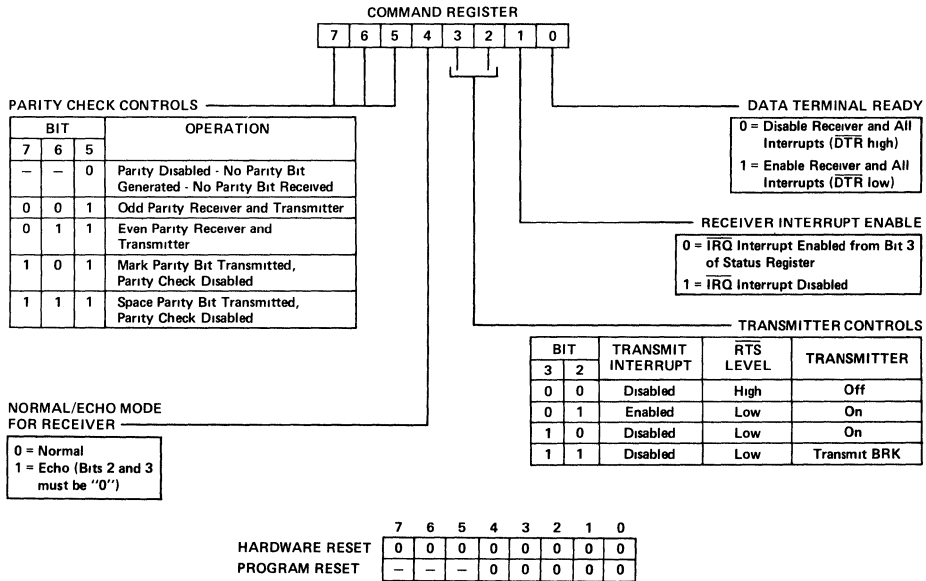 COMMAND REGISTER
7 6 5 4 3 2 1 0
PARITY CHECK CONTROLS
BIT OPERATION
7 6 5
— — 0 Parity Disabled - No Parity Bit
Generated - No Parity Bit Received
0 0 1 Odd Parity Receiver and Transmitter
0 1 1 Even Parity Receiver and
Transmitter
1 0 1 Mark Parity Bit Transmitted,
Parity Check Disabled
1 1 1 Space Parity Bit Transmitted,
Parity Check Disabled
NORMAL/ECHO MODE
FOR RECEIVER
0 = Normal
1 = Echo (Bits 2 and 3
must be "0")
DATA TERMINAL READY
0 = Disable Receiver and All
Interrupts (D̅T̅R̅ high)
1 = Enable Receiver and All
Interrupts (D̅T̅R̅ low)
RECEIVER INTERRUPT ENABLE
0 = I̅R̅Q̅ Interrupt Enabled from Bit 3
of Status Register
1 = I̅R̅Q̅ Interrupt Disabled
TRANSMITTER CONTROLS
BIT TRANSMIT INTERRUPT R̅T̅S̅ LEVEL TRANSMITTER
3 2
0 0 Disabled High Off
0 1 Enabled Low On
1 0 Disabled Low On
1 1 Disabled Low Transmit BRK
7 6 5 4 3 2 1 0
HARDWARE RESET 0 0 0 0 0 0 0 0
PROGRAM RESET — — — 0 0 0 0 0